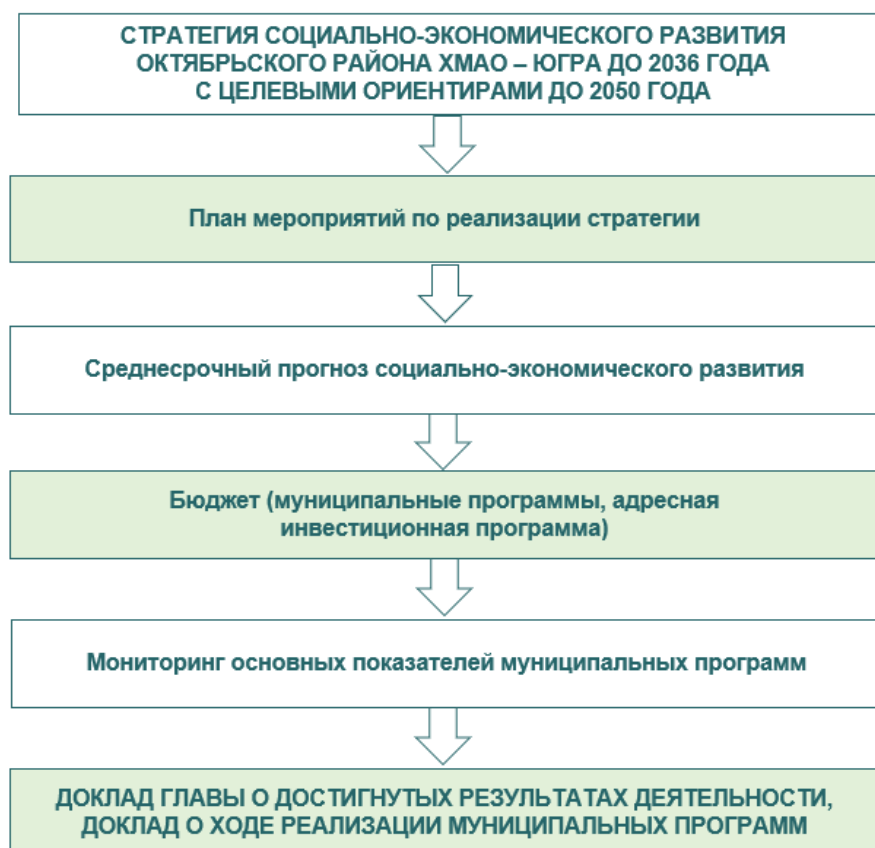 СТРАТЕГИЯ СОЦИАЛЬНО-ЭКОНОМИЧЕСКОГО РАЗВИТИЯ
ОКТЯБРЬСКОГО РАЙОНА ХМАО – ЮГРА ДО 2036 ГОДА
С ЦЕЛЕВЫМИ ОРИЕНТИРАМИ ДО 2050 ГОДА
План мероприятий по реализации стратегии
Среднесрочный прогноз социально-экономического развития
Бюджет (муниципальные программы, адресная
инвестиционная программа)
Мониторинг основных показателей муниципальных программ
ДОКЛАД ГЛАВЫ О ДОСТИГНУТЫХ РЕЗУЛЬТАТАХ ДЕЯТЕЛЬНОСТИ,
ДОКЛАД О ХОДЕ РЕАЛИЗАЦИИ МУНИЦИПАЛЬНЫХ ПРОГРАММ